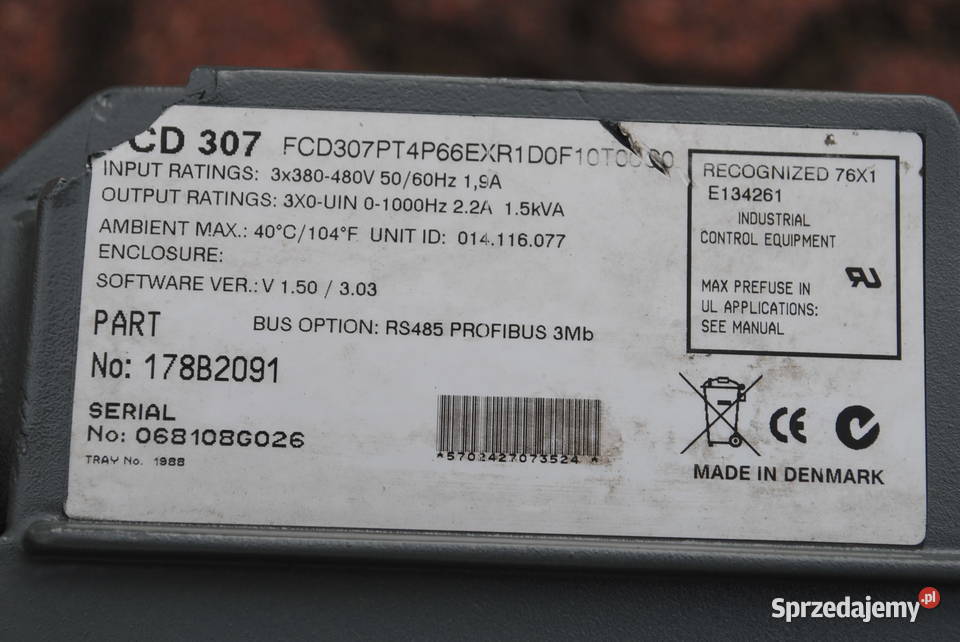 CD 307 FCD307PT4P66EXR1D0F10T0
INPUT RATINGS: 3x380-480V 50/60Hz 1,9A
OUTPUT RATINGS: 3X0-UIN 0-1000Hz 2.2A 1.5kVA
AMBIENT MAX.: 40°C/104°F UNIT ID: 014.116.077
ENCLOSURE:
SOFTWARE VER.: V 1.50 / 3.03
PART BUS OPTION: RS485 PROFIBUS 3Mb
No: 178B2091
SERIAL
No: 068108G026
TRAY No. 1988
*5702427073524*
RECOGNIZED 76X1
E134261
INDUSTRIAL
CONTROL EQUIPMENT
MAX PREFUSE IN
UL APPLICATIONS:
SEE MANUAL
CE
MADE IN DENMARK
Sprzedajemy.pl